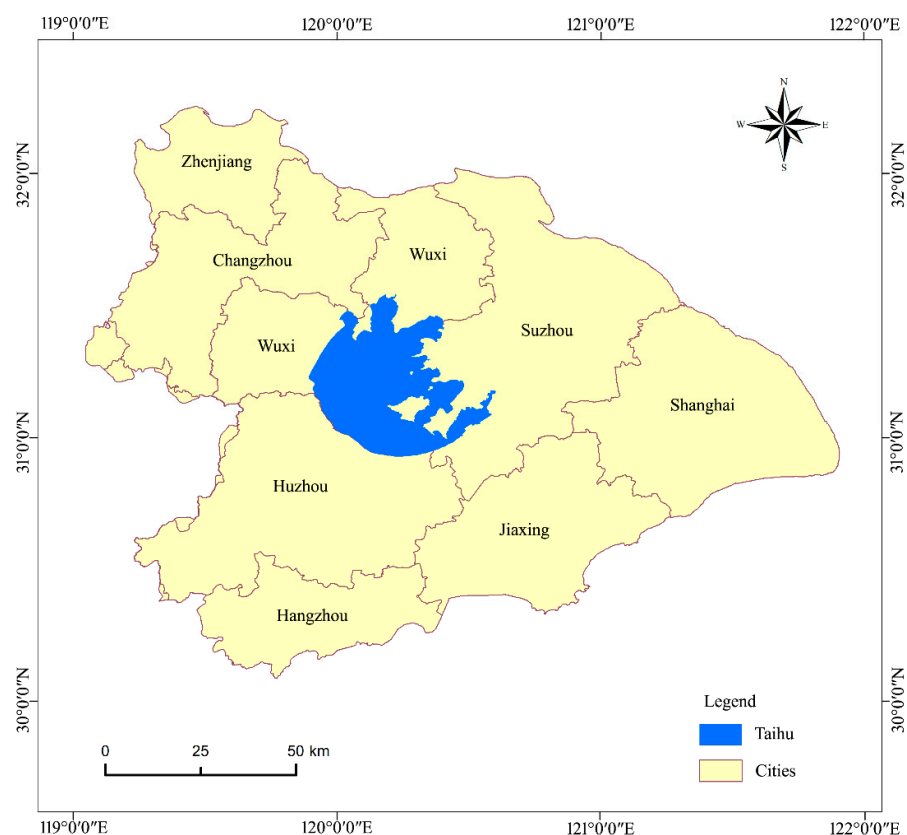 119°0'0"E 120°0'0"E 121°0'0"E 122°0'0"E
N
W E
S
32°0'0"N 32°0'0"N
Zhenjiang
Wuxi
Changzhou
Suzhou
Wuxi
Shanghai
31°0'0"N 31°0'0"N
Huzhou
Jiaxing
Hangzhou
30°0'0"N 30°0'0"N
Legend
Taihu
Cities
0 25 50 km
119°0'0"E 120°0'0"E 121°0'0"E 122°0'0"E